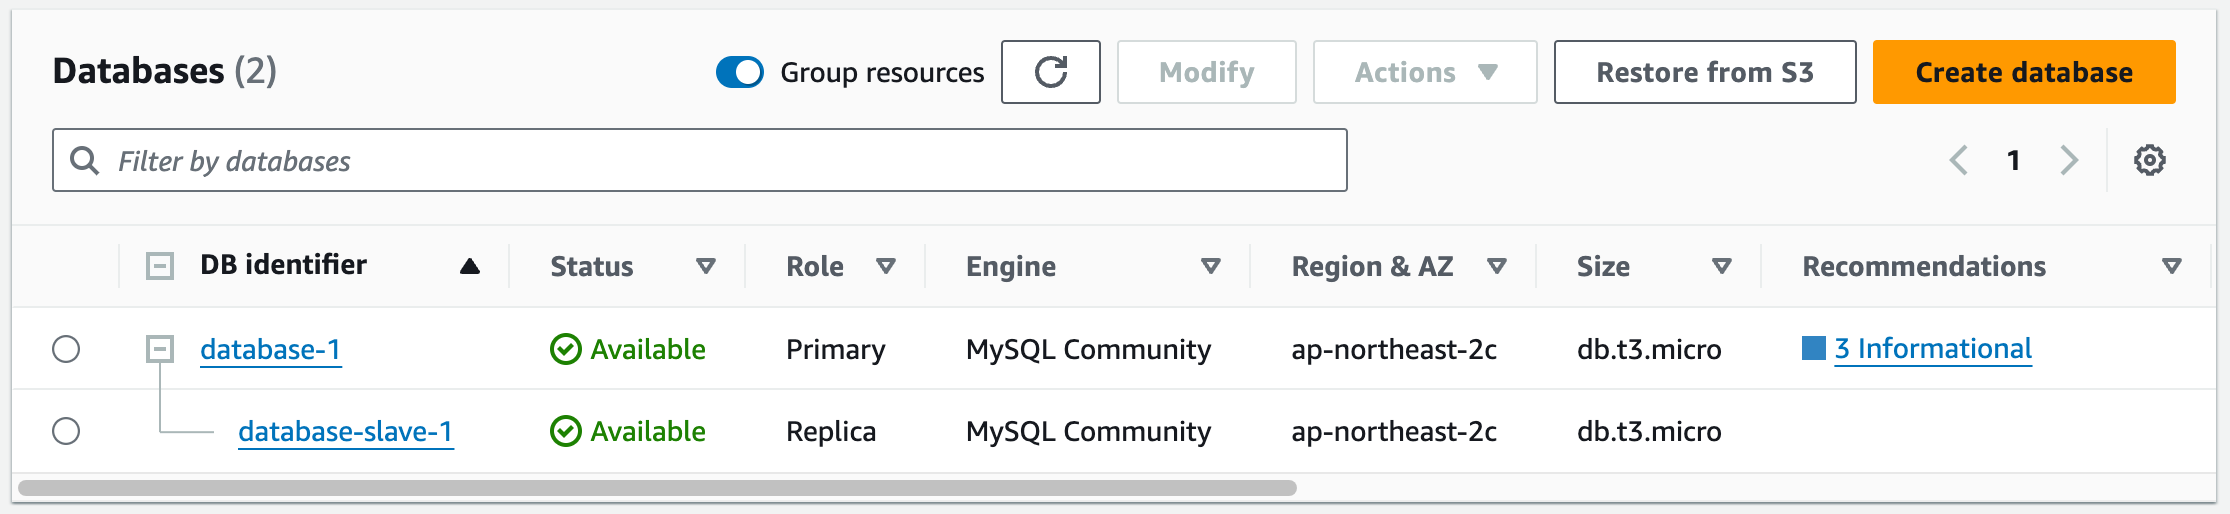 Databases (2)
Group resources
Modify
Actions
Restore from S3
Create database
Filter by databases
1
DB identifier Status Role Engine Region & AZ Size Recommendations
database-1 Available Primary MySQL Community ap-northeast-2c db.t3.micro 3 Informational
database-slave-1 Available Replica MySQL Community ap-northeast-2c db.t3.micro